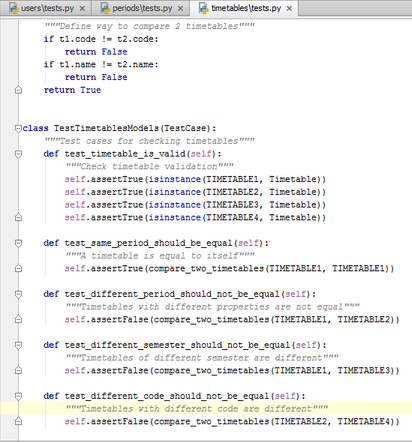 users\tests.py periods\tests.py timetables\tests.py
"""Define way to compare 2 timetables"""
if t1.code != t2.code:
return False
if t1.name != t2.name:
return False
return True
class TestTimetablesModels(TestCase):
"""Test cases for checking timetables"""
def test_timetable_is_valid(self):
"""Check timetable validation"""
self.assertTrue(isinstance(TIMETABLE1, Timetable))
self.assertTrue(isinstance(TIMETABLE2, Timetable))
self.assertTrue(isinstance(TIMETABLE3, Timetable))
self.assertTrue(isinstance(TIMETABLE4, Timetable))
def test_same_period_should_be_equal(self):
"""A timetable is equal to itself"""
self.assertTrue(compare_two_timetables(TIMETABLE1, TIMETABLE1))
def test_different_period_should_not_be_equal(self):
"""Timetables with different properties are not equal"""
self.assertFalse(compare_two_timetables(TIMETABLE1, TIMETABLE2))
def test_different_semester_should_not_be_equal(self):
"""Timetables of different semester are different"""
self.assertFalse(compare_two_timetables(TIMETABLE1, TIMETABLE3))
def test_different_code_should_not_be_equal(self):
"""Timetables with different code are different"""
self.assertFalse(compare_two_timetables(TIMETABLE2, TIMETABLE4))